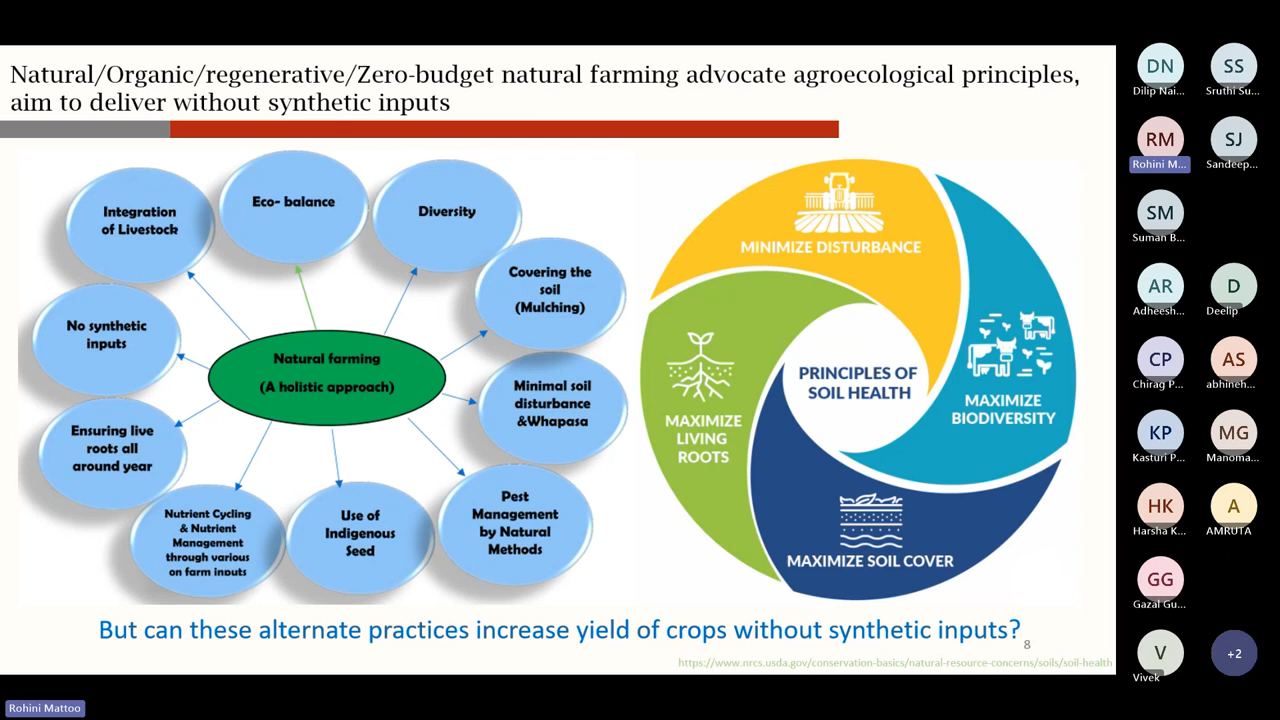 Natural/Organic/regenerative/Zero-budget natural farming advocate agroecological principles,
aim to deliver without synthetic inputs
Integration
of Livestock
Eco- balance
Diversity
Covering the
soil
(Mulching)
No synthetic
inputs
Natural farming
(A holistic approach)
Minimal soil
disturbance
&Whapasa
Ensuring live
roots all
around year
Nutrient Cycling
& Nutrient
Management
through various
on farm inputs
Use of
Indigenous
Seed
Pest
Management
by Natural
Methods
MINIMIZE DISTURBANCE
PRINCIPLES OF
SOIL HEALTH
MAXIMIZE
BIODIVERSITY
MAXIMIZE
LIVING
ROOTS
MAXIMIZE SOIL COVER
But can these alternate practices increase yield of crops without synthetic inputs?
8
https://www.nrcs.usda.gov/conservation-basics/natural-resource-concerns/soils/soil-health
DN
Dilip Nai...
SS
Sruthi Su...
RM
Rohini M...
SJ
Sandeep...
SM
Suman B...
AR
Adheesh...
D
Deelip
CP
Chirag P...
AS
abhineh...
KP
Kasturi P...
MG
Manoma...
HK
Harsha K...
A
AMRUTA
GG
Gazal Gu...
V
Vivek
+2
Rohini Mattoo